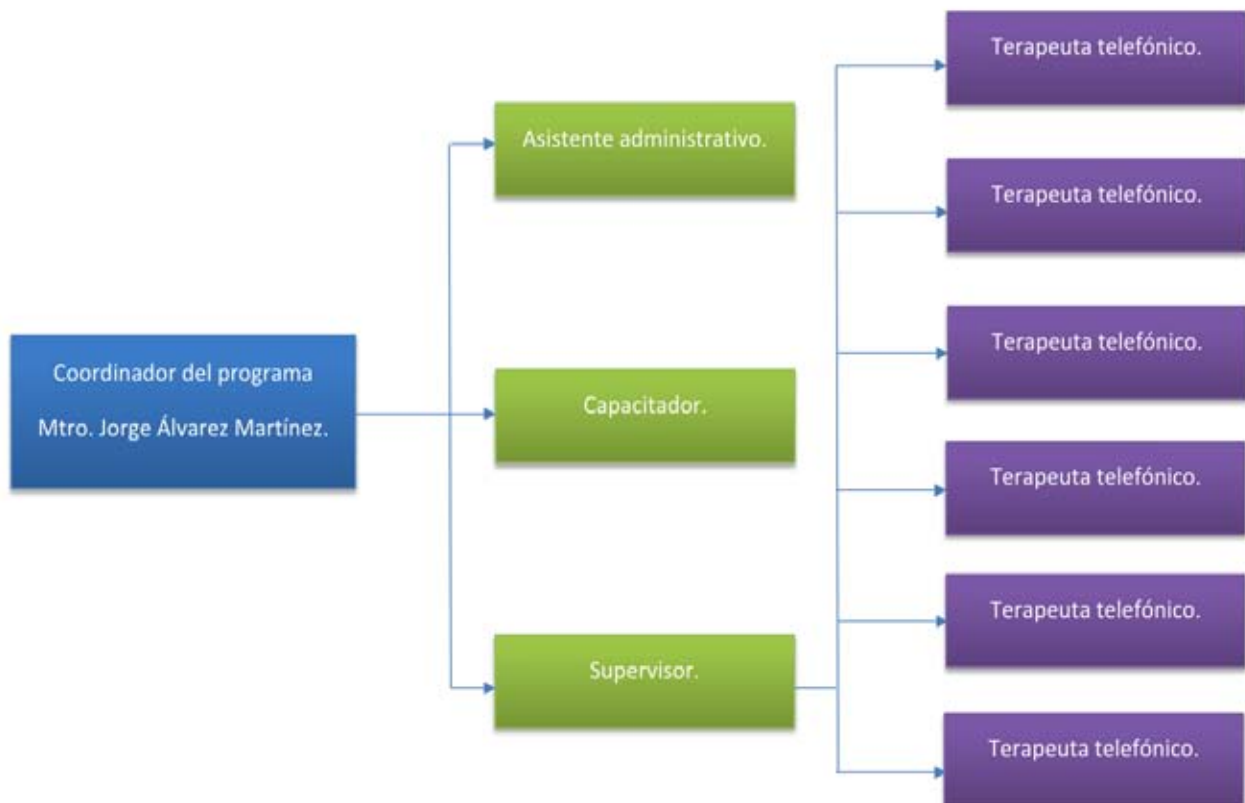 Coordinador del programa
Mtro. Jorge Álvarez Martínez.
Asistente administrativo.
Capacitador.
Supervisor.
Terapeuta telefónico.
Terapeuta telefónico.
Terapeuta telefónico.
Terapeuta telefónico.
Terapeuta telefónico.
Terapeuta telefónico.